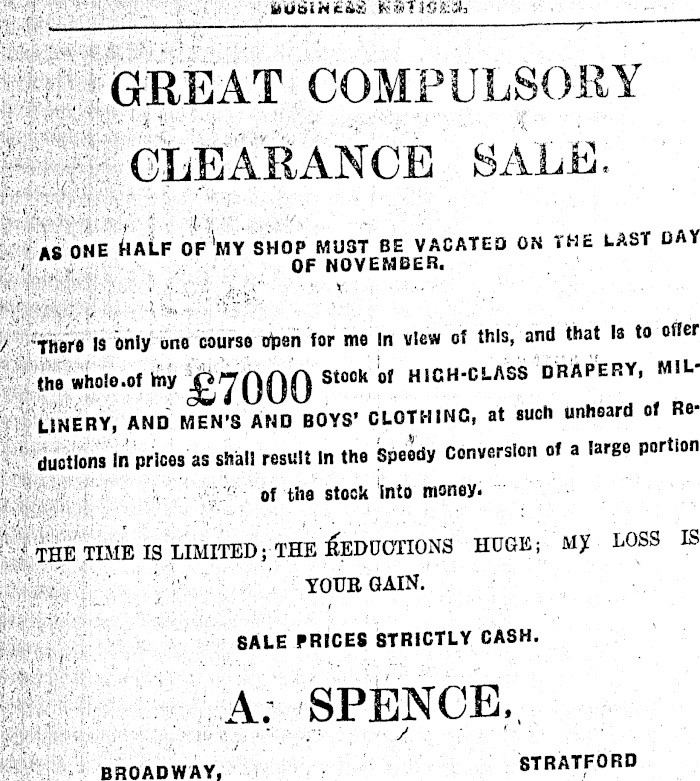 BUSINESS NOTICES.
GREAT COMPULSORY
CLEARANCE SALE.
AS ONE HALF OF MY SHOP MUST BE VACATED ON THE LAST DAY
OF NOVEMBER.
There is only one course open for me in view of this, and that is to offer
the whole of my £7000 Stock of HIGH-CLASS DRAPERY, MIL-
LINERY, AND MEN'S AND BOYS' CLOTHING, at such unheard of Re-
ductions in prices as shall result in the Speedy Conversion of a large portion
of the stock into money.
THE TIME IS LIMITED; THE REDUCTIONS HUGE; MY LOSS IS
YOUR GAIN.
SALE PRICES STRICTLY CASH.
A. SPENCE,
BROADWAY, STRATFORD